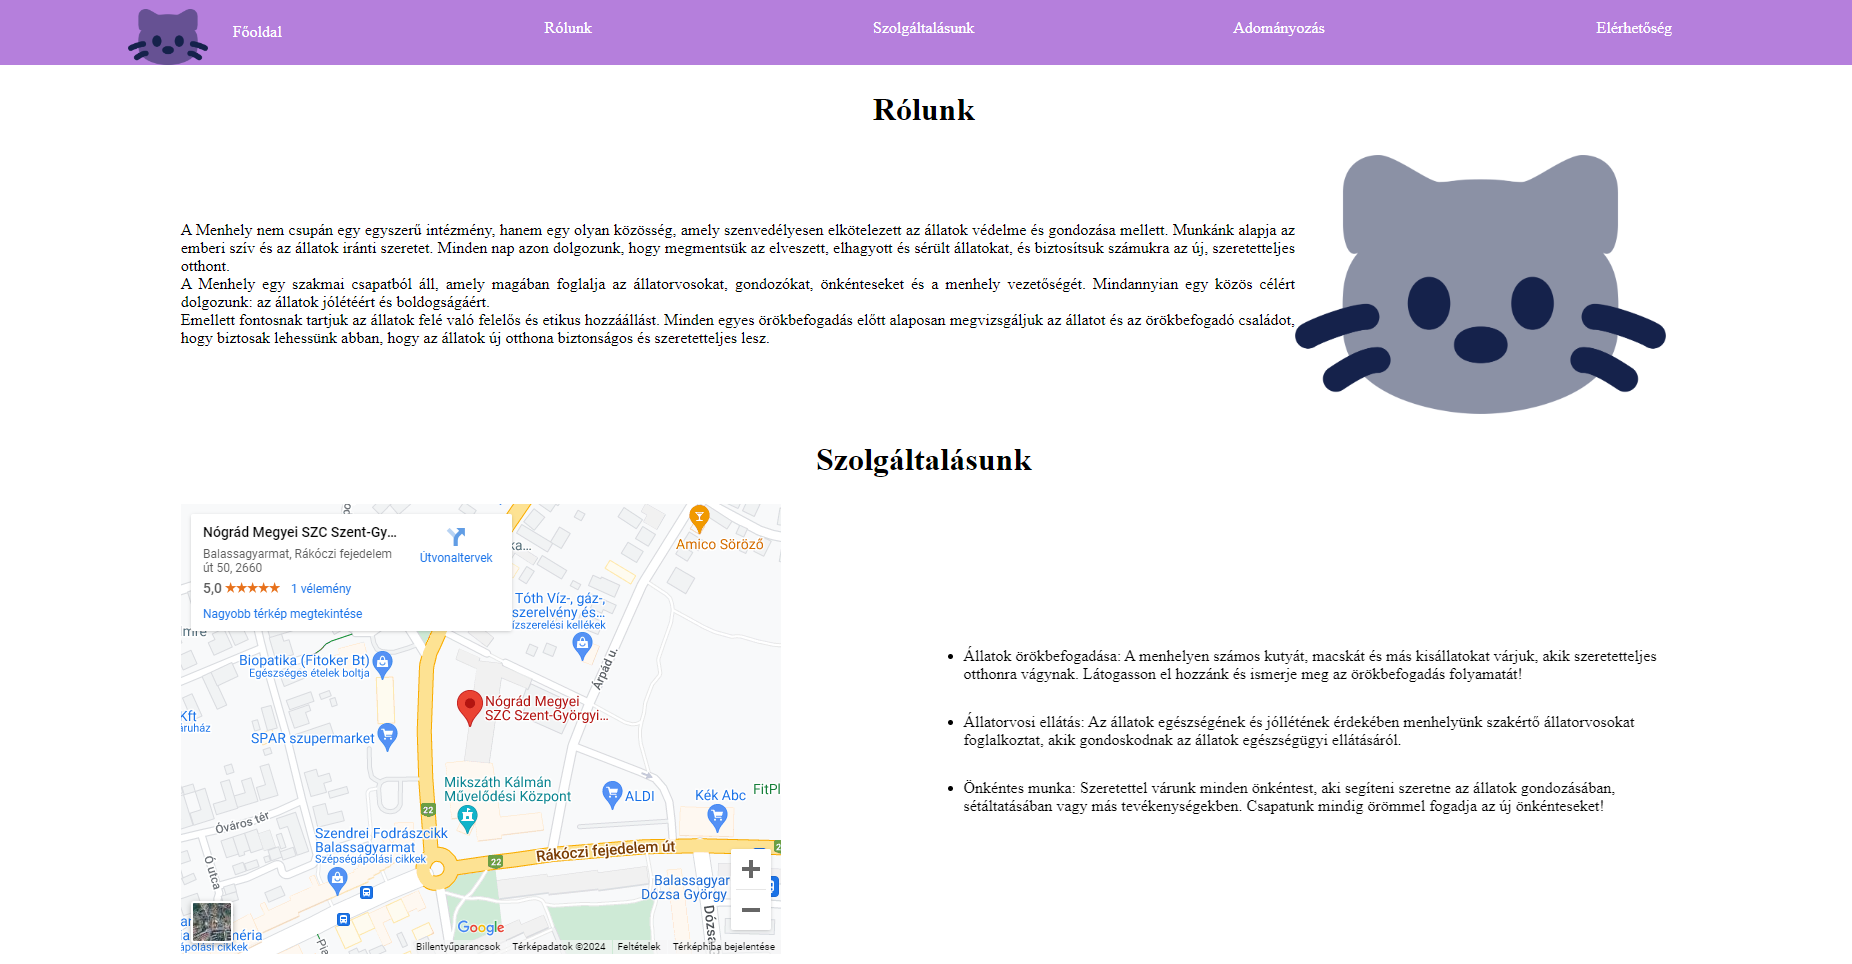 Főoldal
Rólunk
Szolgáltalásunk
Adományozás
Elérhetőség
Rólunk
A Menhely nem csupán egy egyszerű intézmény, hanem egy olyan közösség, amely szenvedélyesen elkötelezett az állatok védelme és gondozása mellett. Munkánk alapja az
emberi szív és az állatok iránti szeretet. Minden nap azon dolgozunk, hogy megmentsük az elveszett, elhagyott és sérült állatokat, és biztosítsuk számukra az új, szeretetteljes
otthont.
A Menhely egy szakmai csapatból áll, amely magában foglalja az állatorvosokat, gondozókat, önkénteseket és a menhely vezetőségét. Mindannyian egy közös célért
dolgozunk: az állatok jólétéért és boldogságáért.
Emellett fontosnak tartjuk az állatok felé való felelős és etikus hozzáállást. Minden egyes örökbefogadás előtt alaposan megvizsgáljuk az állatot és az örökbefogadó családot,
hogy biztosak lehessünk abban, hogy az állatok új otthona biztonságos és szeretetteljes lesz.
Szolgáltalásunk
Nógrád Megyei SZC Szent-Gy...
Balassagyarmat, Rákóczi fejedelem
út 50, 2660
Útvonaltervek
5,0
1 vélemény
Nagyobb térkép megtekintése
Amico Söröző
Tóth Víz-, gáz-,
szerelvény és...
ízszerelési kellékek
Árpád u.
Biopatika (Fitoker Bt)
Egészséges ételek boltja
Nógrád Megyei
SZC Szent-Györgyi...
Kft
áruház
SPAR szupermarket
Mikszáth Kálmán
Művelődési Központ
ALDI
Kék Abc
FitPl
22
Óváros tér
Szendrei Fodrászcikk
Balassagyarmat
Szépségápolási cikkek
22
Rákóczi fejedelem út
Ó utca
Balassagyar
Dózsa György
Dózsa
ápolási cikkek
Google
Billentyűparancsok
Térképadatok ©2024
Feltételek
Térképhiba bejelentése
• Állatok örökbefogadása: A menhelyen számos kutyát, macskát és más kisállatokat várjuk, akik szeretetteljes
otthonra vágynak. Látogasson el hozzánk és ismerje meg az örökbefogadás folyamatát!
• Állatorvosi ellátás: Az állatok egészségének és jóllétének érdekében menhelyünk szakértő állatorvosokat
foglalkoztat, akik gondoskodnak az állatok egészségügyi ellátásáról.
• Önkéntes munka: Szeretettel várunk minden önkéntest, aki segíteni szeretne az állatok gondozásában,
sétáltatásában vagy más tevékenységekben. Csapatunk mindig örömmel fogadja az új önkénteseket!